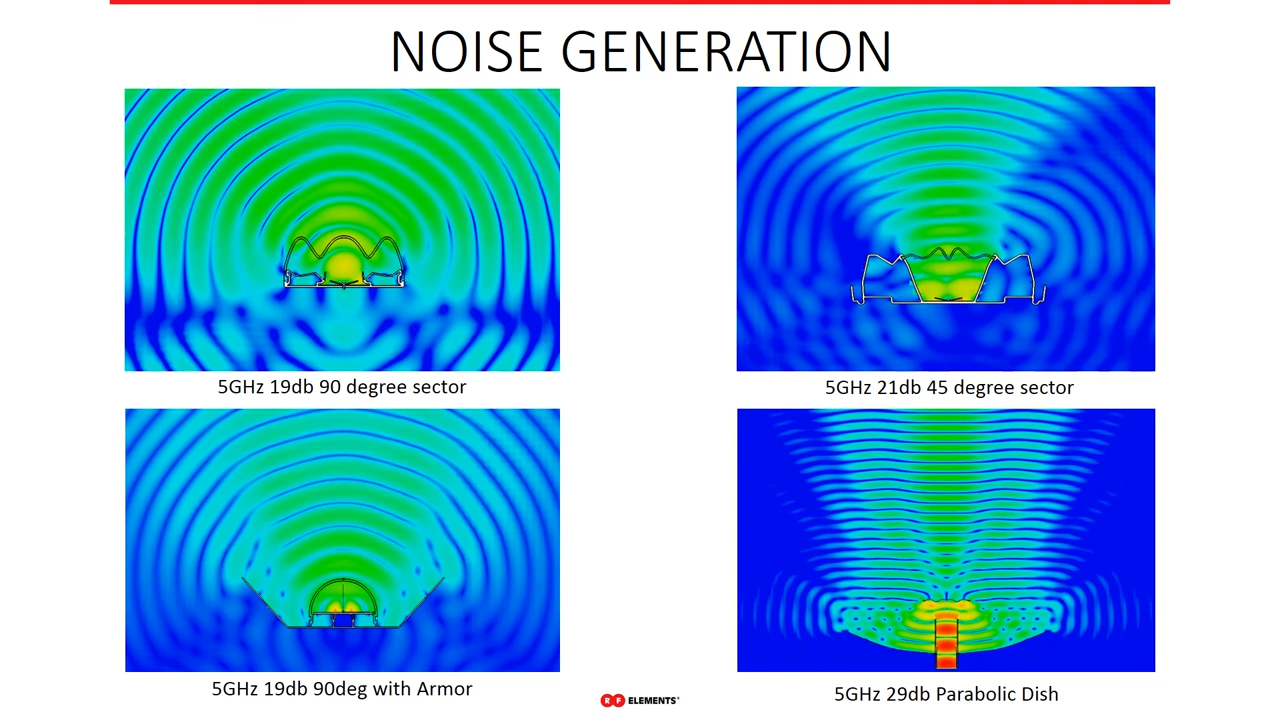 NOISE GENERATION
5GHz 19db 90 degree sector
5GHz 21db 45 degree sector
5GHz 19db 90deg with Armor
5GHz 29db Parabolic Dish
RF ELEMENTS®